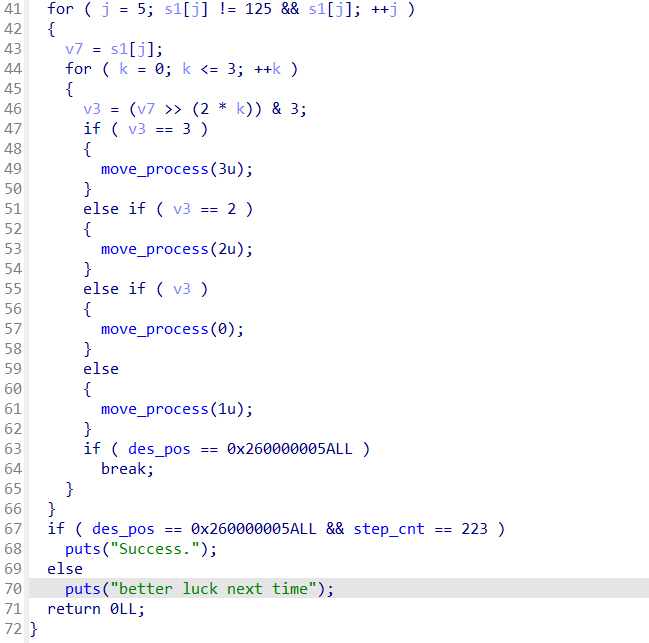 41 for ( j = 5; s1[j] != 125 && s1[j]; ++j )
42 {
43 v7 = s1[j];
44 for ( k = 0; k <= 3; ++k )
45 {
46 v3 = (v7 >> (2 * k)) & 3;
47 if ( v3 == 3 )
48 {
49 move_process(3u);
50 }
51 else if ( v3 == 2 )
52 {
53 move_process(2u);
54 }
55 else if ( v3 )
56 {
57 move_process(0);
58 }
59 else
60 {
61 move_process(1u);
62 }
63 if ( des_pos == 0x260000005ALL )
64 break;
65 }
66 }
67 if ( des_pos == 0x260000005ALL && step_cnt == 223 )
68 puts("Success.");
69 else
70 puts("better luck next time");
71 return 0LL;
72 }